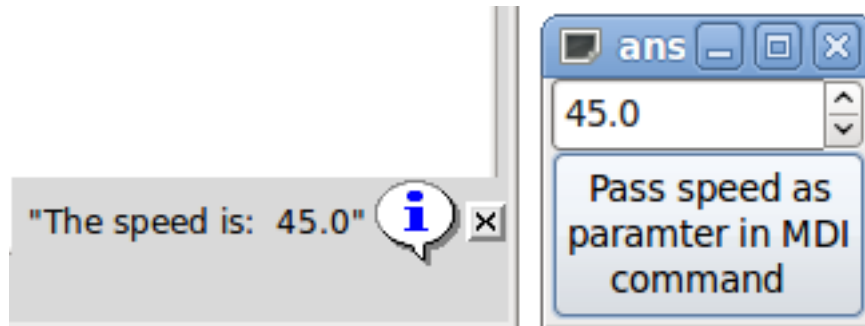 "The speed is:  45.0"
ans
45.0
Pass speed as
paramter in MDI
command